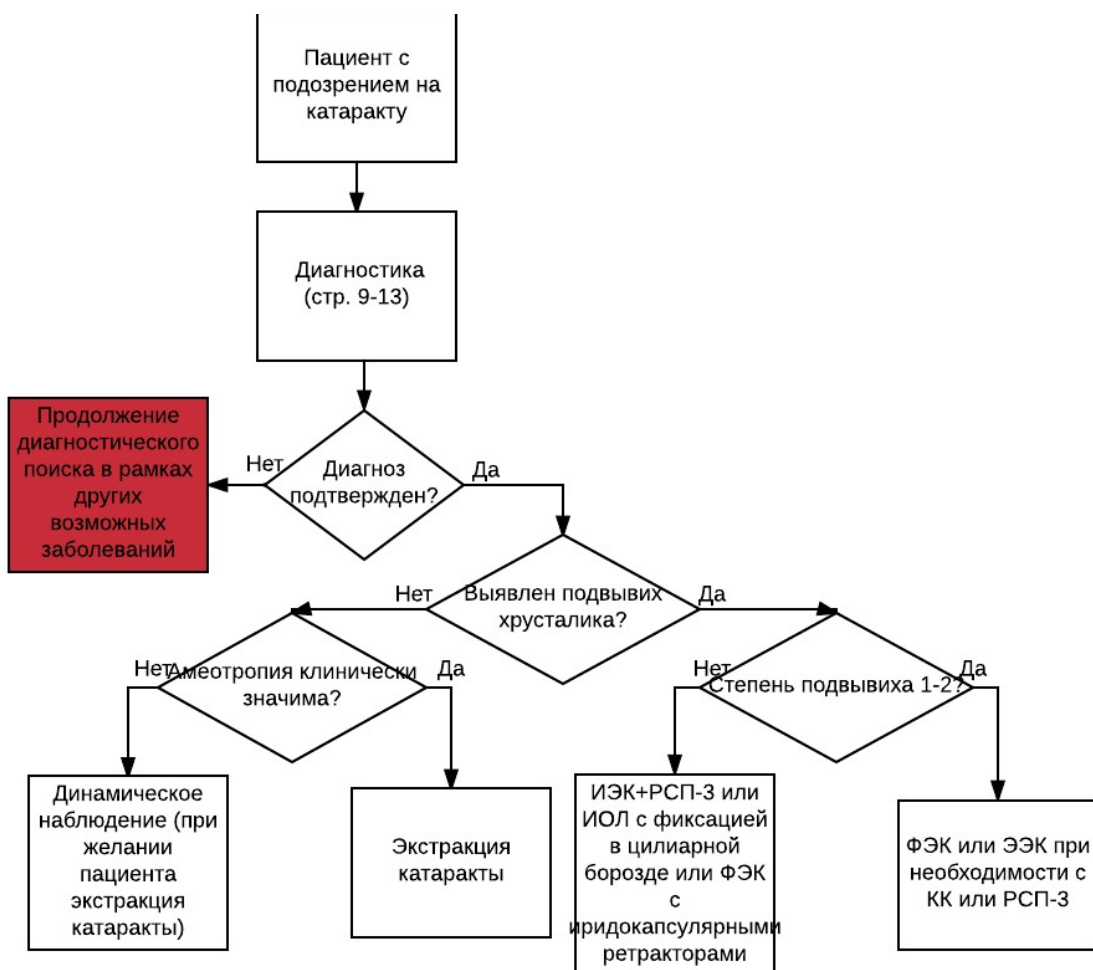 Пациент с
подозрением на
катаракту
Диагностика
(стр. 9-13)
Продолжение
диагностического
поиска в рамках
других
возможных
заболеваний
Нет
Диагноз
подтвержден?
Да
Нет
Выявлен подвывих
хрусталика?
Да
Нет
Амеотропия клинически
значима?
Да
Нет
Степень подвывиха 1-2?
Да
Динамическое
наблюдение (при
желании
пациента
экстракция
катаракты)
Экстракция
катаракты
ИЭК+РСП-3 или
ИОЛ с фиксацией
в цилиарной
борозде или ФЭК
с
иридокапсулярными
ретракторами
ФЭК или ЭЭК при
необходимости с
КК или РСП-3